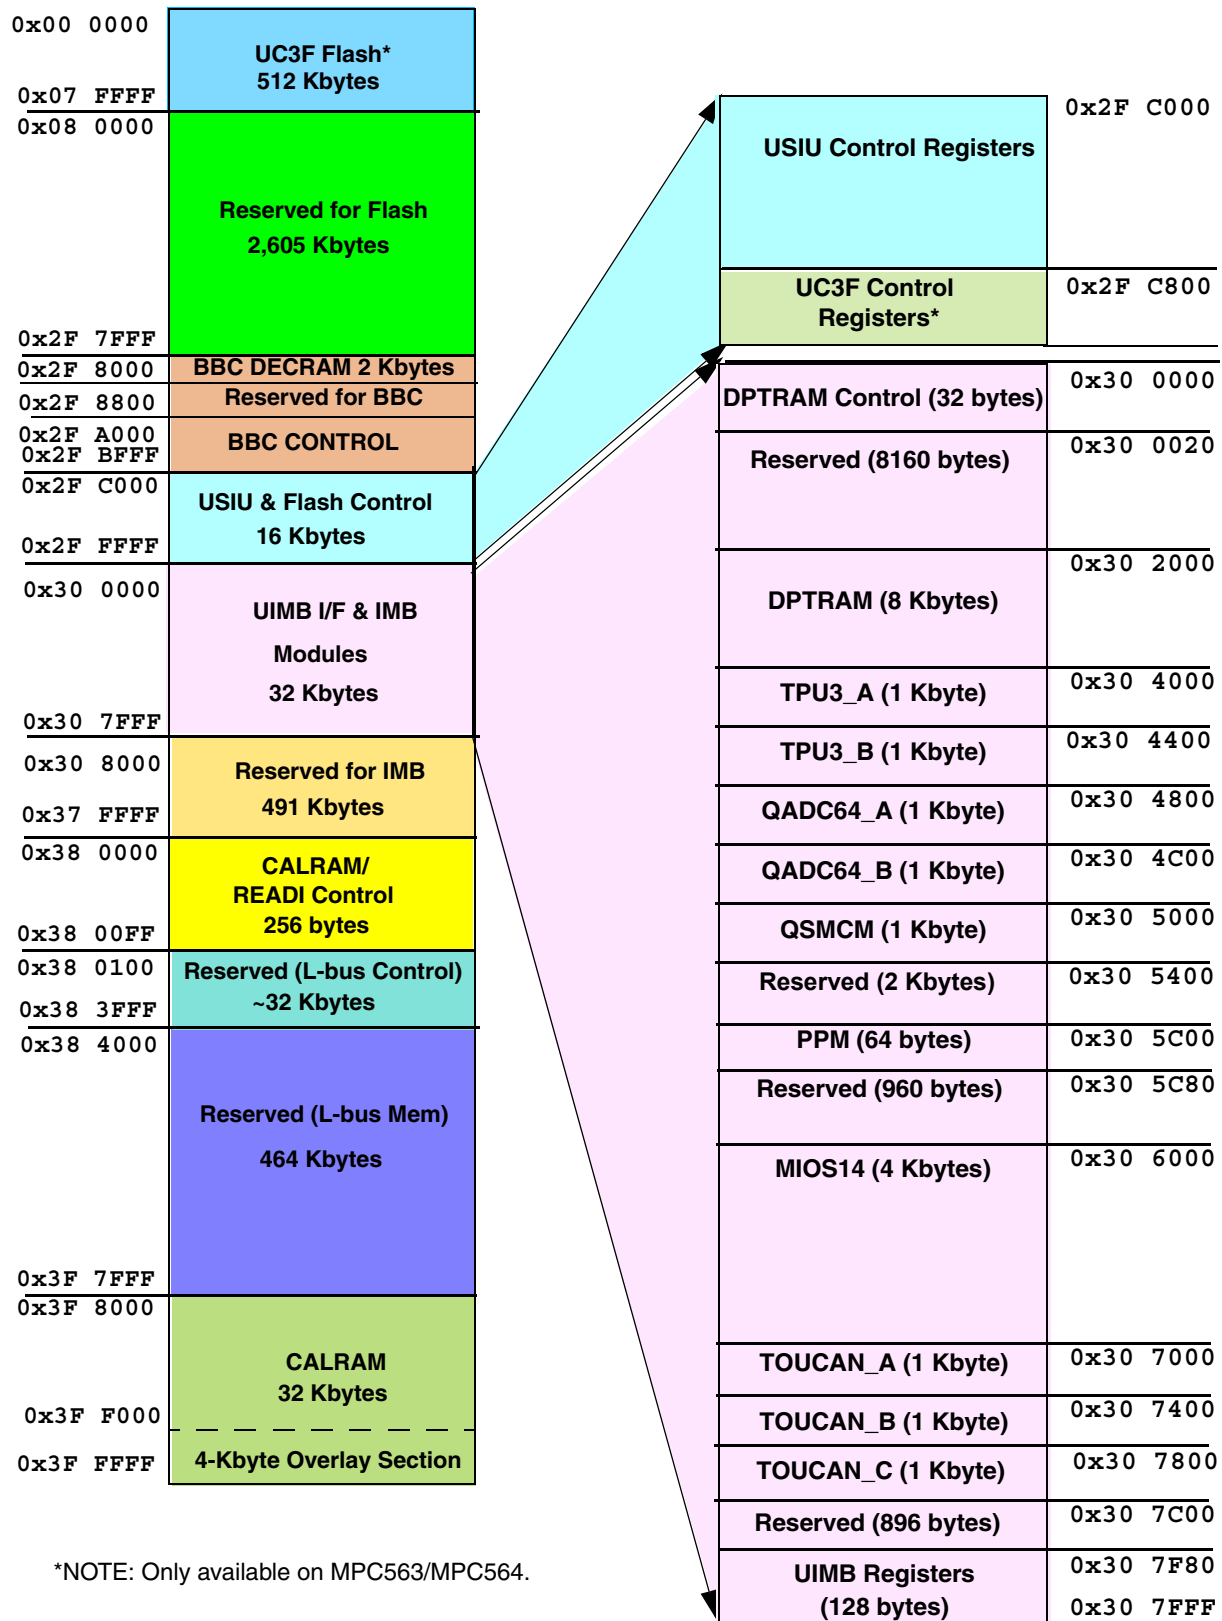 0x00 0000
UC3F Flash*
512 Kbytes
0x07 FFFF
0x08 0000
Reserved for Flash
2,605 Kbytes
0x2F 7FFF
0x2F 8000
BBC DECRAM 2 Kbytes
0x2F 8800
Reserved for BBC
0x2F A000
BBC CONTROL
0x2F BFFF
0x2F C000
USIU & Flash Control
16 Kbytes
0x2F FFFF
0x30 0000
UIMB I/F & IMB
Modules
32 Kbytes
0x30 7FFF
0x30 8000
Reserved for IMB
491 Kbytes
0x37 FFFF
0x38 0000
CALRAM/
READI Control
256 bytes
0x38 00FF
0x38 0100
Reserved (L-bus Control)
~32 Kbytes
0x38 3FFF
0x38 4000
Reserved (L-bus Mem)
464 Kbytes
0x3F 7FFF
0x3F 8000
CALRAM
32 Kbytes
0x3F F000
4-Kbyte Overlay Section
0x3F FFFF
*NOTE: Only available on MPC563/MPC564.
USIU Control Registers
0x2F C000
UC3F Control
Registers*
0x2F C800
DPTRAM Control (32 bytes)
0x30 0000
Reserved (8160 bytes)
0x30 0020
DPTRAM (8 Kbytes)
0x30 2000
TPU3_A (1 Kbyte)
0x30 4000
TPU3_B (1 Kbyte)
0x30 4400
QADC64_A (1 Kbyte)
0x30 4800
QADC64_B (1 Kbyte)
0x30 4C00
QSMCM (1 Kbyte)
0x30 5000
Reserved (2 Kbytes)
0x30 5400
PPM (64 bytes)
0x30 5C00
Reserved (960 bytes)
0x30 5C80
MIOS14 (4 Kbytes)
0x30 6000
TOUCAN_A (1 Kbyte)
0x30 7000
TOUCAN_B (1 Kbyte)
0x30 7400
TOUCAN_C (1 Kbyte)
0x30 7800
Reserved (896 bytes)
0x30 7C00
UIMB Registers
(128 bytes)
0x30 7F80
0x30 7FFF